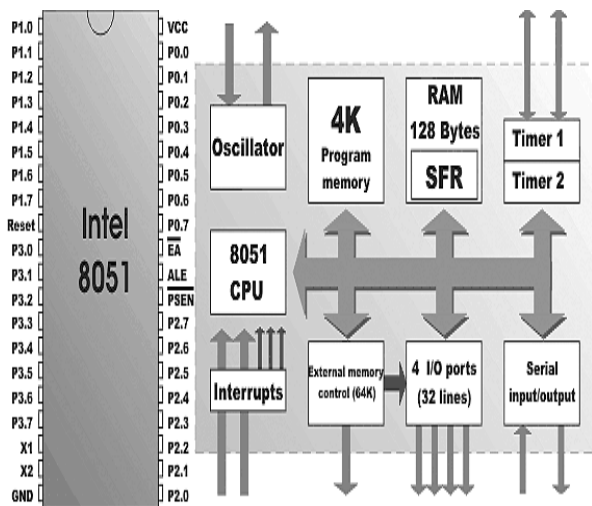 P1.0
P1.1
P1.2
P1.3
P1.4
P1.5
P1.6
P1.7
Reset
P3.0
P3.1
P3.2
P3.3
P3.4
P3.5
P3.6
P3.7
X1
X2
GND
Intel
8051
VCC
P0.0
P0.1
P0.2
P0.3
P0.4
P0.5
P0.6
P0.7
EA
ALE
PSEN
P2.7
P2.6
P2.5
P2.4
P2.3
P2.2
P2.1
P2.0
Oscillator
4K
Program
memory
RAM
128 Bytes
SFR
Timer 1
Timer 2
8051
CPU
Interrupts
External memory
control (64K)
4 I/O ports
(32 lines)
Serial
input/output